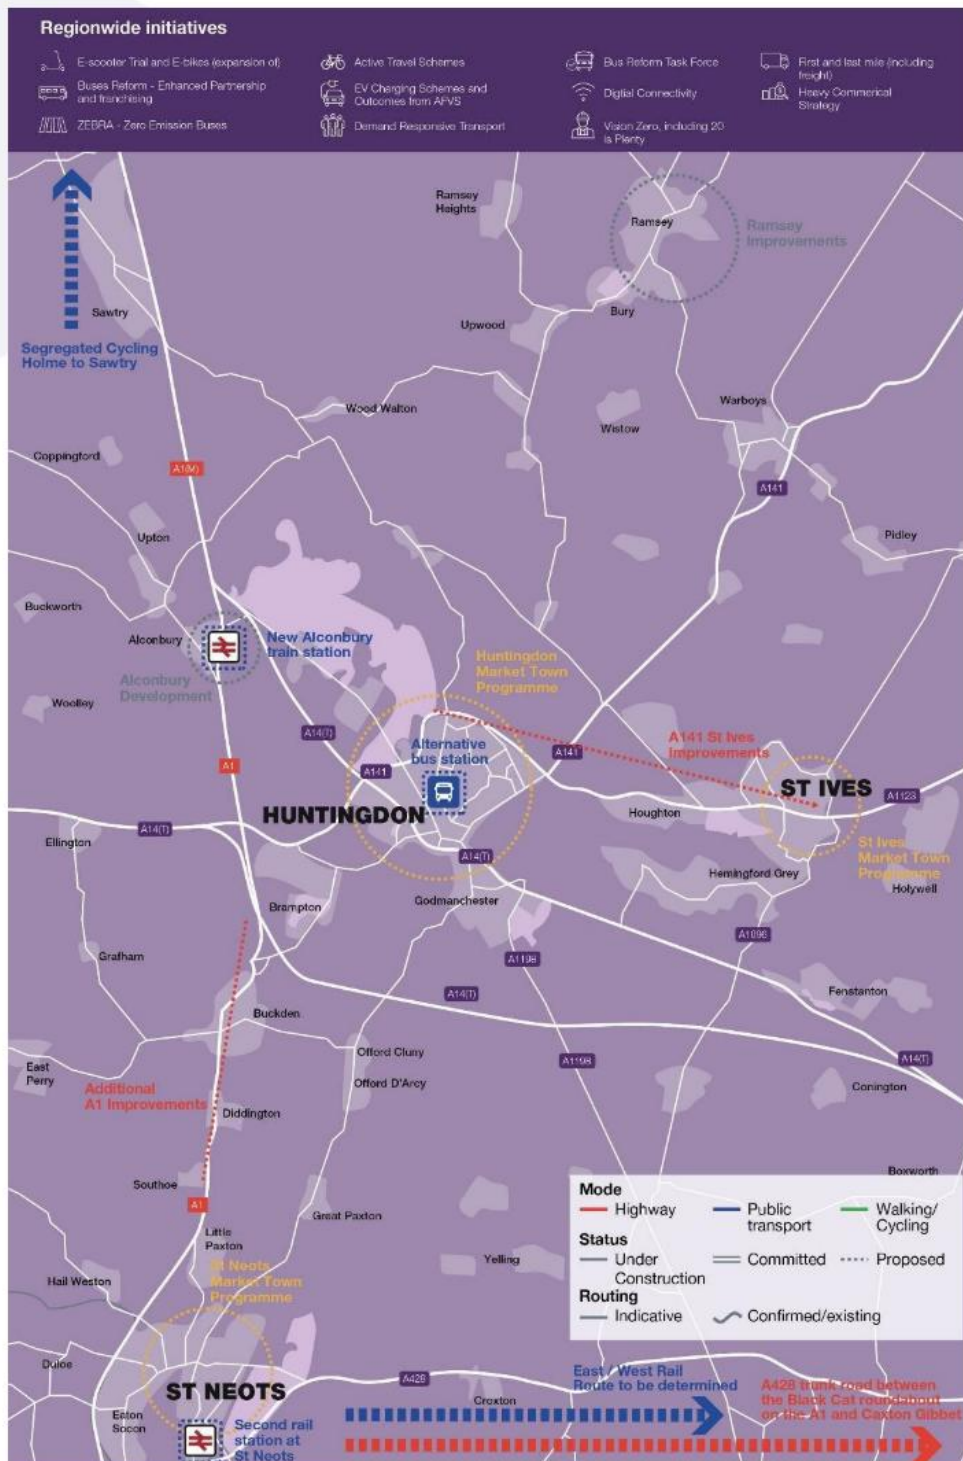 Regionwide initiatives
E-scooter Trial and E-bikes (expansion of)
Buses Reform - Enhanced Partnership
and franchising
ZEBRA - Zero Emission Buses
Active Travel Schemes
EV Charging Schemes and
Outcomes from AFVS
Demand Responsive Transport
Bus Reform Task Force
Digtial Connectivity
Vision Zero, including 20
is Plenty
First and last mile (including
freight)
Heavy Commerical
Strategy
Ramsey
Heights
Ramsey
Ramsey
Improvements
Sawtry
Bury
Upwood
Segregated Cycling
Holme to Sawtry
Wood Walton
Warboys
Wistow
Coppingford
A1(M)
A141
Upton
Pidley
Buckworth
Alconbury
New Alconbury
train station
Huntingdon
Market Town
Programme
Alconbury
Development
Woolley
A14(T)
Alternative
bus station
A141
A141 St Ives
Improvements
A1
A141
ST IVES
A1123
HUNTINGDON
Houghton
A14(T)
Ellington
A14(T)
St Ives
Market Town
Programme
Hemingford Grey
Holywell
Brampton
Godmanchester
A1096
Grafham
A1198
A14(T)
Fenstanton
Buckden
Offord Cluny
A1198
A14(T)
East
Perry
Offord D'Arcy
Conington
Additional
A1 Improvements
Diddington
Southoe
Boxworth
A1
Great Paxton
Little
Paxton
Yelling
St Neots
Market Town
Programme
Hail Weston
Mode
Highway
Public
transport
Walking/
Cycling
Status
Under
Construction
Committed
Proposed
Routing
Indicative
Confirmed/existing
Duloe
ST NEOTS
A428
Croxton
East / West Rail
Route to be determined
A428 trunk road between
the Black Cat roundabout
on the A1 and Caxton Gibbet
Eaton
Socon
Second rail
station at
St Neots